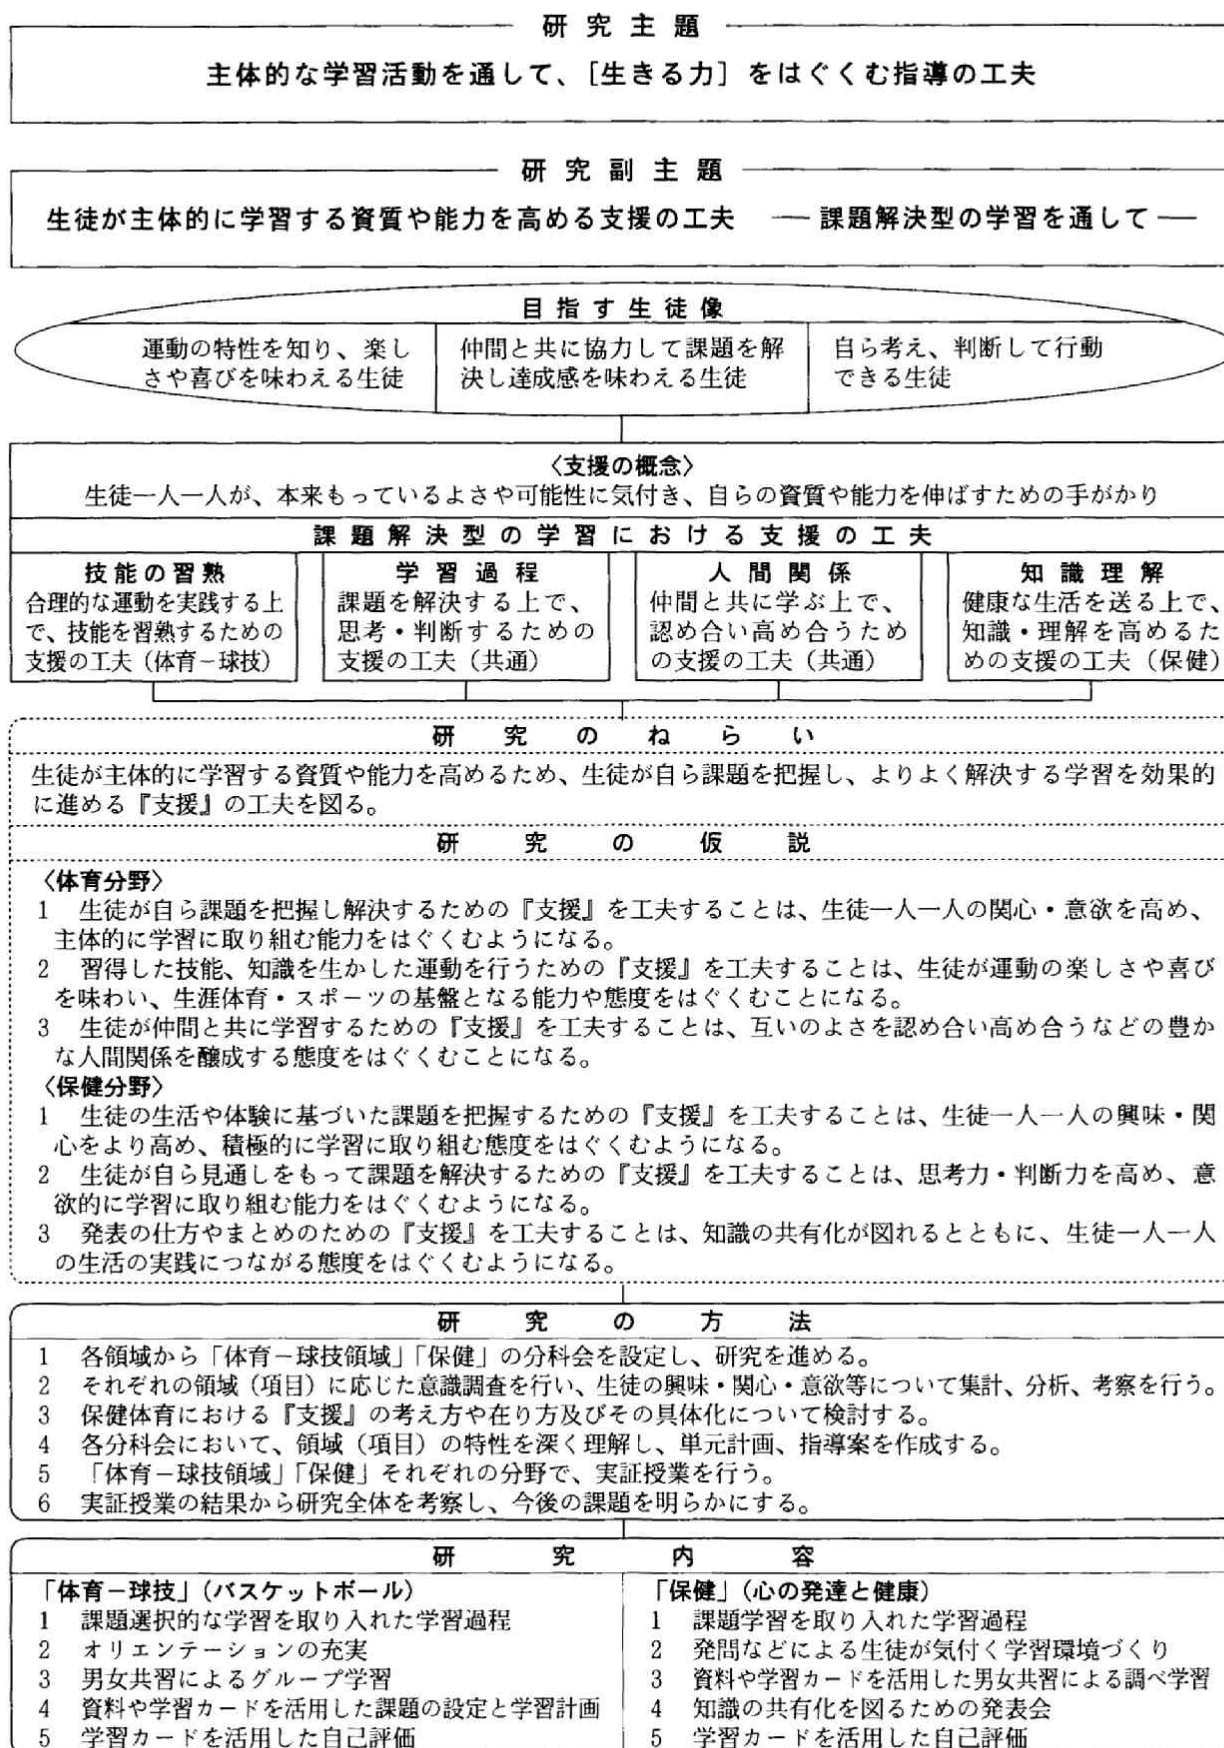 研究主題
主体的な学習活動を通して、［生きる力］をはぐくむ指導の工夫
研究副主題
生徒が主体的に学習する資質や能力を高める支援の工夫　― 課題解決型の学習を通して ―
目指す生徒像
運動の特性を知り、楽し
さや喜びを味わえる生徒
仲間と共に協力して課題を解
決し達成感を味わえる生徒
自ら考え、判断して行動
できる生徒
〈支援の概念〉
生徒一人一人が、本来もっているよさや可能性に気付き、自らの資質や能力を伸ばすための手がかり
課題解決型の学習における支援の工夫
技能の習熟
合理的な運動を実践する上
で、技能を習熟するための
支援の工夫（体育－球技）
学習過程
課題を解決する上で、
思考・判断するための
支援の工夫（共通）
人間関係
仲間と共に学ぶ上で、
認め合い高め合うため
の支援の工夫（共通）
知識理解
健康な生活を送る上で、
知識・理解を高めるた
めの支援の工夫（保健）
研究のねらい
生徒が主体的に学習する資質や能力を高めるため、生徒が自ら課題を把握し、よりよく解決する学習を効果的
に進める『支援』の工夫を図る。
研究の仮説
〈体育分野〉
1　生徒が自ら課題を把握し解決するための『支援』を工夫することは、生徒一人一人の関心・意欲を高め、
主体的に学習に取り組む能力をはぐくむようになる。
2　習得した技能、知識を生かした運動を行うための『支援』を工夫することは、生徒が運動の楽しさや喜び
を味わい、生涯体育・スポーツの基盤となる能力や態度をはぐくむことになる。
3　生徒が仲間と共に学習するための『支援』を工夫することは、互いのよさを認め合い高め合うなどの豊か
な人間関係を醸成する態度をはぐくむことになる。
〈保健分野〉
1　生徒の生活や体験に基づいた課題を把握するための『支援』を工夫することは、生徒一人一人の興味・関
心をより高め、積極的に学習に取り組む態度をはぐくむようになる。
2　生徒が自ら見通しをもって課題を解決するための『支援』を工夫することは、思考力・判断力を高め、意
欲的に学習に取り組む能力をはぐくむようになる。
3　発表の仕方やまとめのための『支援』を工夫することは、知識の共有化が図れるとともに、生徒一人一人
の生活の実践につながる態度をはぐくむようになる。
研究の方法
1　各領域から「体育－球技領域」「保健」の分科会を設定し、研究を進める。
2　それぞれの領域（項目）に応じた意識調査を行い、生徒の興味・関心・意欲等について集計、分析、考察を行う。
3　保健体育における『支援』の考え方や在り方及びその具体化について検討する。
4　各分科会において、領域（項目）の特性を深く理解し、単元計画、指導案を作成する。
5　「体育－球技領域」「保健」それぞれの分野で、実証授業を行う。
6　実証授業の結果から研究全体を考察し、今後の課題を明らかにする。
研究内容
「体育－球技」（バスケットボール）
1　課題選択的な学習を取り入れた学習過程
2　オリエンテーションの充実
3　男女共習によるグループ学習
4　資料や学習カードを活用した課題の設定と学習計画
5　学習カードを活用した自己評価
「保健」（心の発達と健康）
1　課題学習を取り入れた学習過程
2　発問などによる生徒が気付く学習環境づくり
3　資料や学習カードを活用した男女共習による調べ学習
4　知識の共有化を図るための発表会
5　学習カードを活用した自己評価